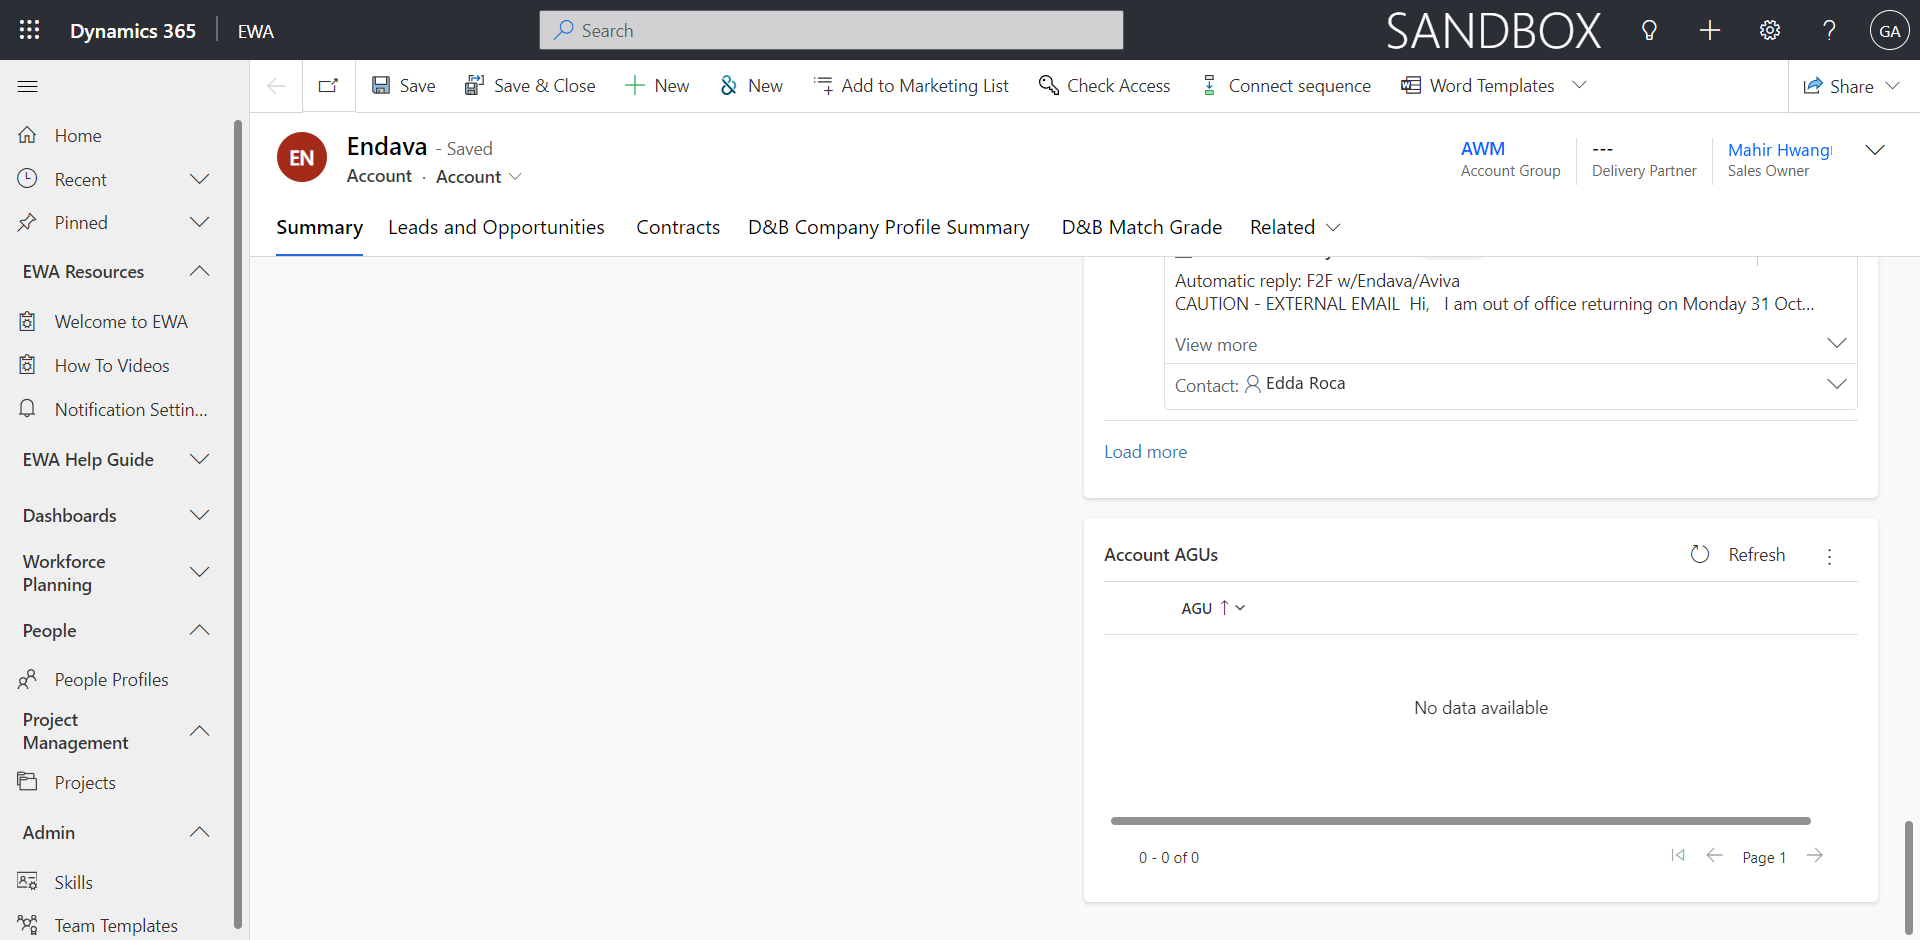 Dynamics 365
EWA
Search
SANDBOX
GA
Save
Save & Close
New
New
Add to Marketing List
Check Access
Connect sequence
Word Templates
Share
Home
Recent
Pinned
EWA Resources
Welcome to EWA
How To Videos
Notification Settin...
EWA Help Guide
Dashboards
Workforce
Planning
People
People Profiles
Project
Management
Projects
Admin
Skills
Team Templates
EN
Endava - Saved
Account · Account
AWM
Account Group
---
Delivery Partner
Mahir Hwang
Sales Owner
Summary
Leads and Opportunities
Contracts
D&B Company Profile Summary
D&B Match Grade
Related
Automatic reply: F2F w/Endava/Aviva
CAUTION - EXTERNAL EMAIL Hi, I am out of office returning on Monday 31 Oct...
View more
Contact: Edda Roca
Load more
Account AGUs
Refresh
AGU
No data available
0 - 0 of 0
Page 1